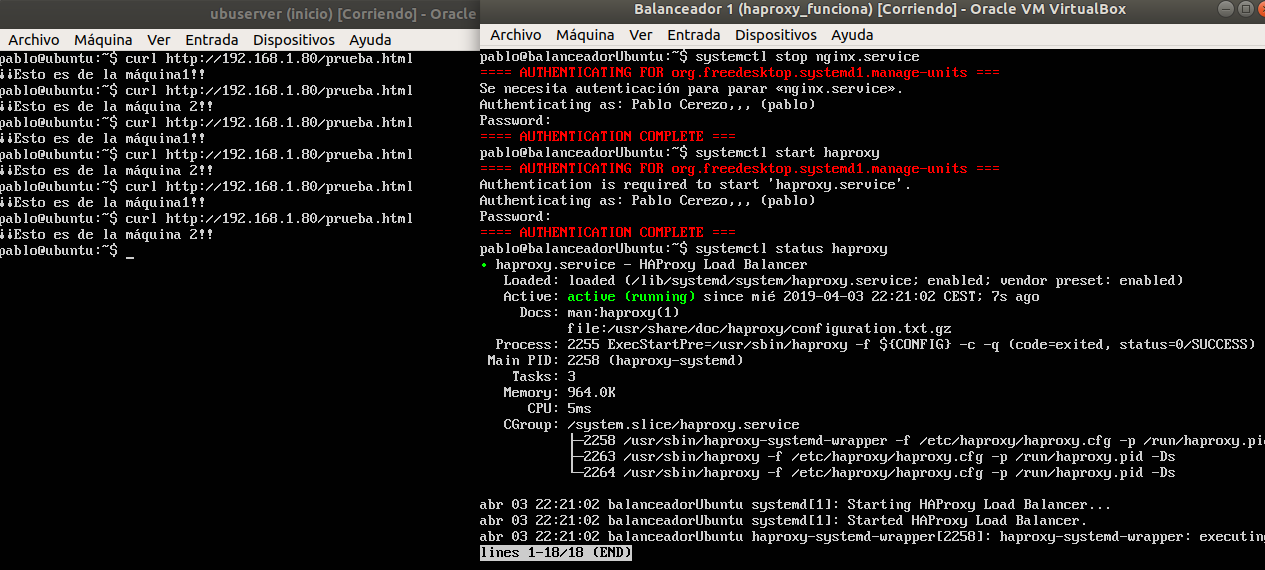 ubuserver (inicio) [Corriendo] - Oracle
Archivo Máquina Ver Entrada Dispositivos Ayuda
pablo@ubuntu:~$ curl http://192.168.1.80/prueba.html
¡¡Esto es de la máquina1!!
pablo@ubuntu:~$ curl http://192.168.1.80/prueba.html
¡¡Esto es de la máquina 2!!
pablo@ubuntu:~$ curl http://192.168.1.80/prueba.html
¡¡Esto es de la máquina1!!
pablo@ubuntu:~$ curl http://192.168.1.80/prueba.html
¡¡Esto es de la máquina 2!!
pablo@ubuntu:~$ curl http://192.168.1.80/prueba.html
¡¡Esto es de la máquina1!!
pablo@ubuntu:~$ curl http://192.168.1.80/prueba.html
¡¡Esto es de la máquina 2!!
pablo@ubuntu:~$ _
Balanceador 1 (haproxy_funciona) [Corriendo] - Oracle VM VirtualBox
Archivo Máquina Ver Entrada Dispositivos Ayuda
pablo@balanceadorUbuntu:~$ systemctl stop nginx.service
==== AUTHENTICATING FOR org.freedesktop.systemd1.manage-units ===
Se necesita autenticación para parar «nginx.service».
Authenticating as: Pablo Cerezo,,, (pablo)
Password:
==== AUTHENTICATION COMPLETE ===
pablo@balanceadorUbuntu:~$ systemctl start haproxy
==== AUTHENTICATING FOR org.freedesktop.systemd1.manage-units ===
Authentication is required to start 'haproxy.service'.
Authenticating as: Pablo Cerezo,,, (pablo)
Password:
==== AUTHENTICATION COMPLETE ===
pablo@balanceadorUbuntu:~$ systemctl status haproxy
• haproxy.service - HAProxy Load Balancer
Loaded: loaded (/lib/systemd/system/haproxy.service; enabled; vendor preset: enabled)
Active: active (running) since mié 2019-04-03 22:21:02 CEST; 7s ago
Docs: man:haproxy(1)
file:/usr/share/doc/haproxy/configuration.txt.gz
Process: 2255 ExecStartPre=/usr/sbin/haproxy -f ${CONFIG} -c -q (code=exited, status=0/SUCCESS)
Main PID: 2258 (haproxy-systemd)
Tasks: 3
Memory: 964.0K
CPU: 5ms
CGroup: /system.slice/haproxy.service
├─2258 /usr/sbin/haproxy-systemd-wrapper -f /etc/haproxy/haproxy.cfg -p /run/haproxy.pid
├─2263 /usr/sbin/haproxy -f /etc/haproxy/haproxy.cfg -p /run/haproxy.pid -Ds
└─2264 /usr/sbin/haproxy -f /etc/haproxy/haproxy.cfg -p /run/haproxy.pid -Ds
abr 03 22:21:02 balanceadorUbuntu systemd[1]: Starting HAProxy Load Balancer...
abr 03 22:21:02 balanceadorUbuntu systemd[1]: Started HAProxy Load Balancer.
abr 03 22:21:02 balanceadorUbuntu haproxy-systemd-wrapper[2258]: haproxy-systemd-wrapper: executing
lines 1-18/18 (END)